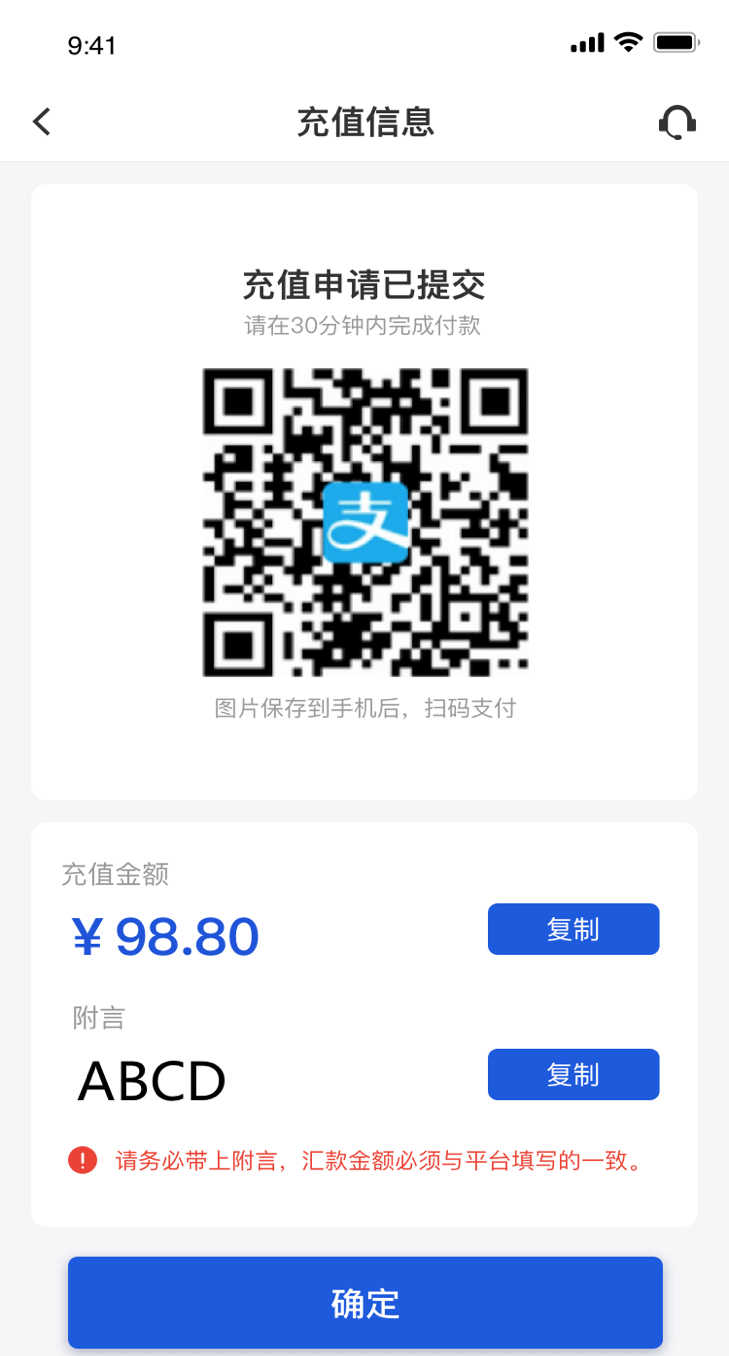 9:41
充值信息
充值申请已提交
请在30分钟内完成付款
支
图片保存到手机后，扫码支付
充值金额
¥ 98.80
复制
附言
ABCD
复制
请务必带上附言，汇款金额必须与平台填写的一致。
确定